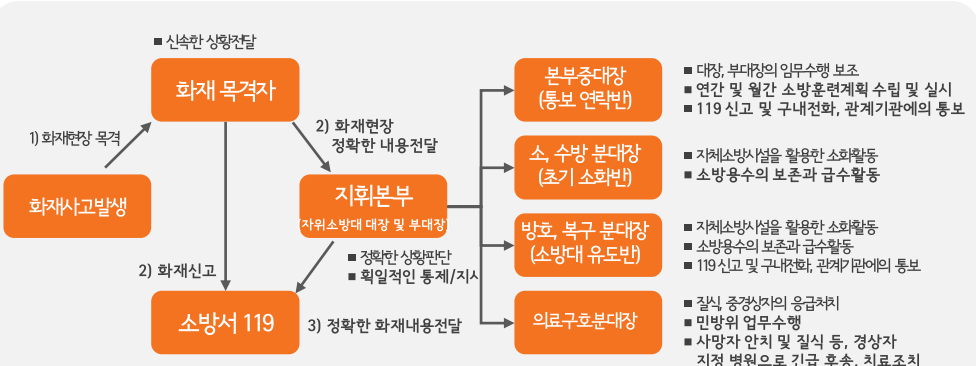 ■ 신속한 상황전달
화재 목격자
1) 화재현장 목격
화재사고발생
2) 화재현장
정확한 내용전달
지휘본부
(자위소방대 대장 및 부대장)
■ 정확한 상황판단
■ 획일적인 통제/지시
2) 화재신고
소방서 119
3) 정확한 화재내용전달
본부중대장
(통보 연락반)
■ 대장, 부대장의 임무수행 보조
■ 연간 및 월간 소방훈련계획 수립 및 실시
■ 119 신고 및 구내전화, 관계기관에의 통보
소, 수방 분대장
(초기 소화반)
■ 자체소방시설을 활용한 소화활동
■ 소방용수의 보존과 급수활동
방호, 복구 분대장
(소방대 유도반)
■ 자체소방시설을 활용한 소화활동
■ 소방용수의 보존과 급수활동
■ 119 신고 및 구내전화, 관계기관에의 통보
의료구호분대장
■ 질식, 중경상자의 응급처치
■ 민방위 업무수행
■ 사망자 안치 및 질식 등, 경상자
지정 병원으로 긴급 후송, 치료조치